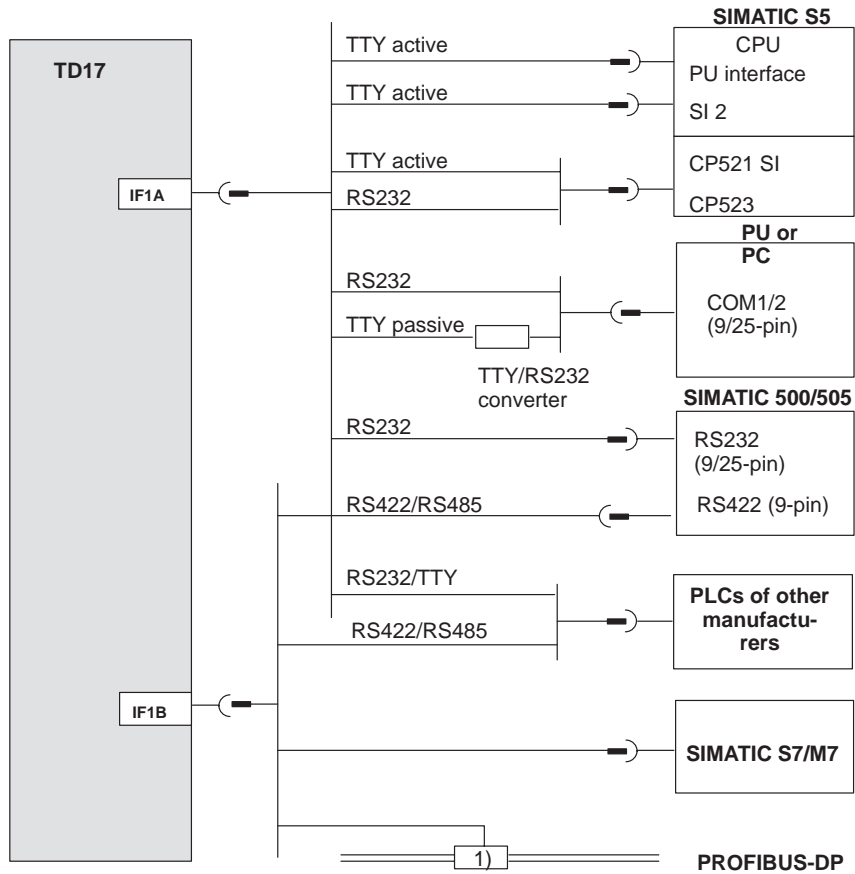 SIMATIC S5
TD17
TTY active
CPU
PU interface
TTY active
SI 2
IF1A
TTY active
CP521 SI
RS232
CP523
PU or
PC
RS232
COM1/2
(9/25-pin)
TTY passive
TTY/RS232
converter
SIMATIC 500/505
RS232
RS232
(9/25-pin)
RS422/RS485
RS422 (9-pin)
RS232/TTY
PLCs of other
manufactu-
rers
RS422/RS485
IF1B
SIMATIC S7/M7
1)
PROFIBUS-DP